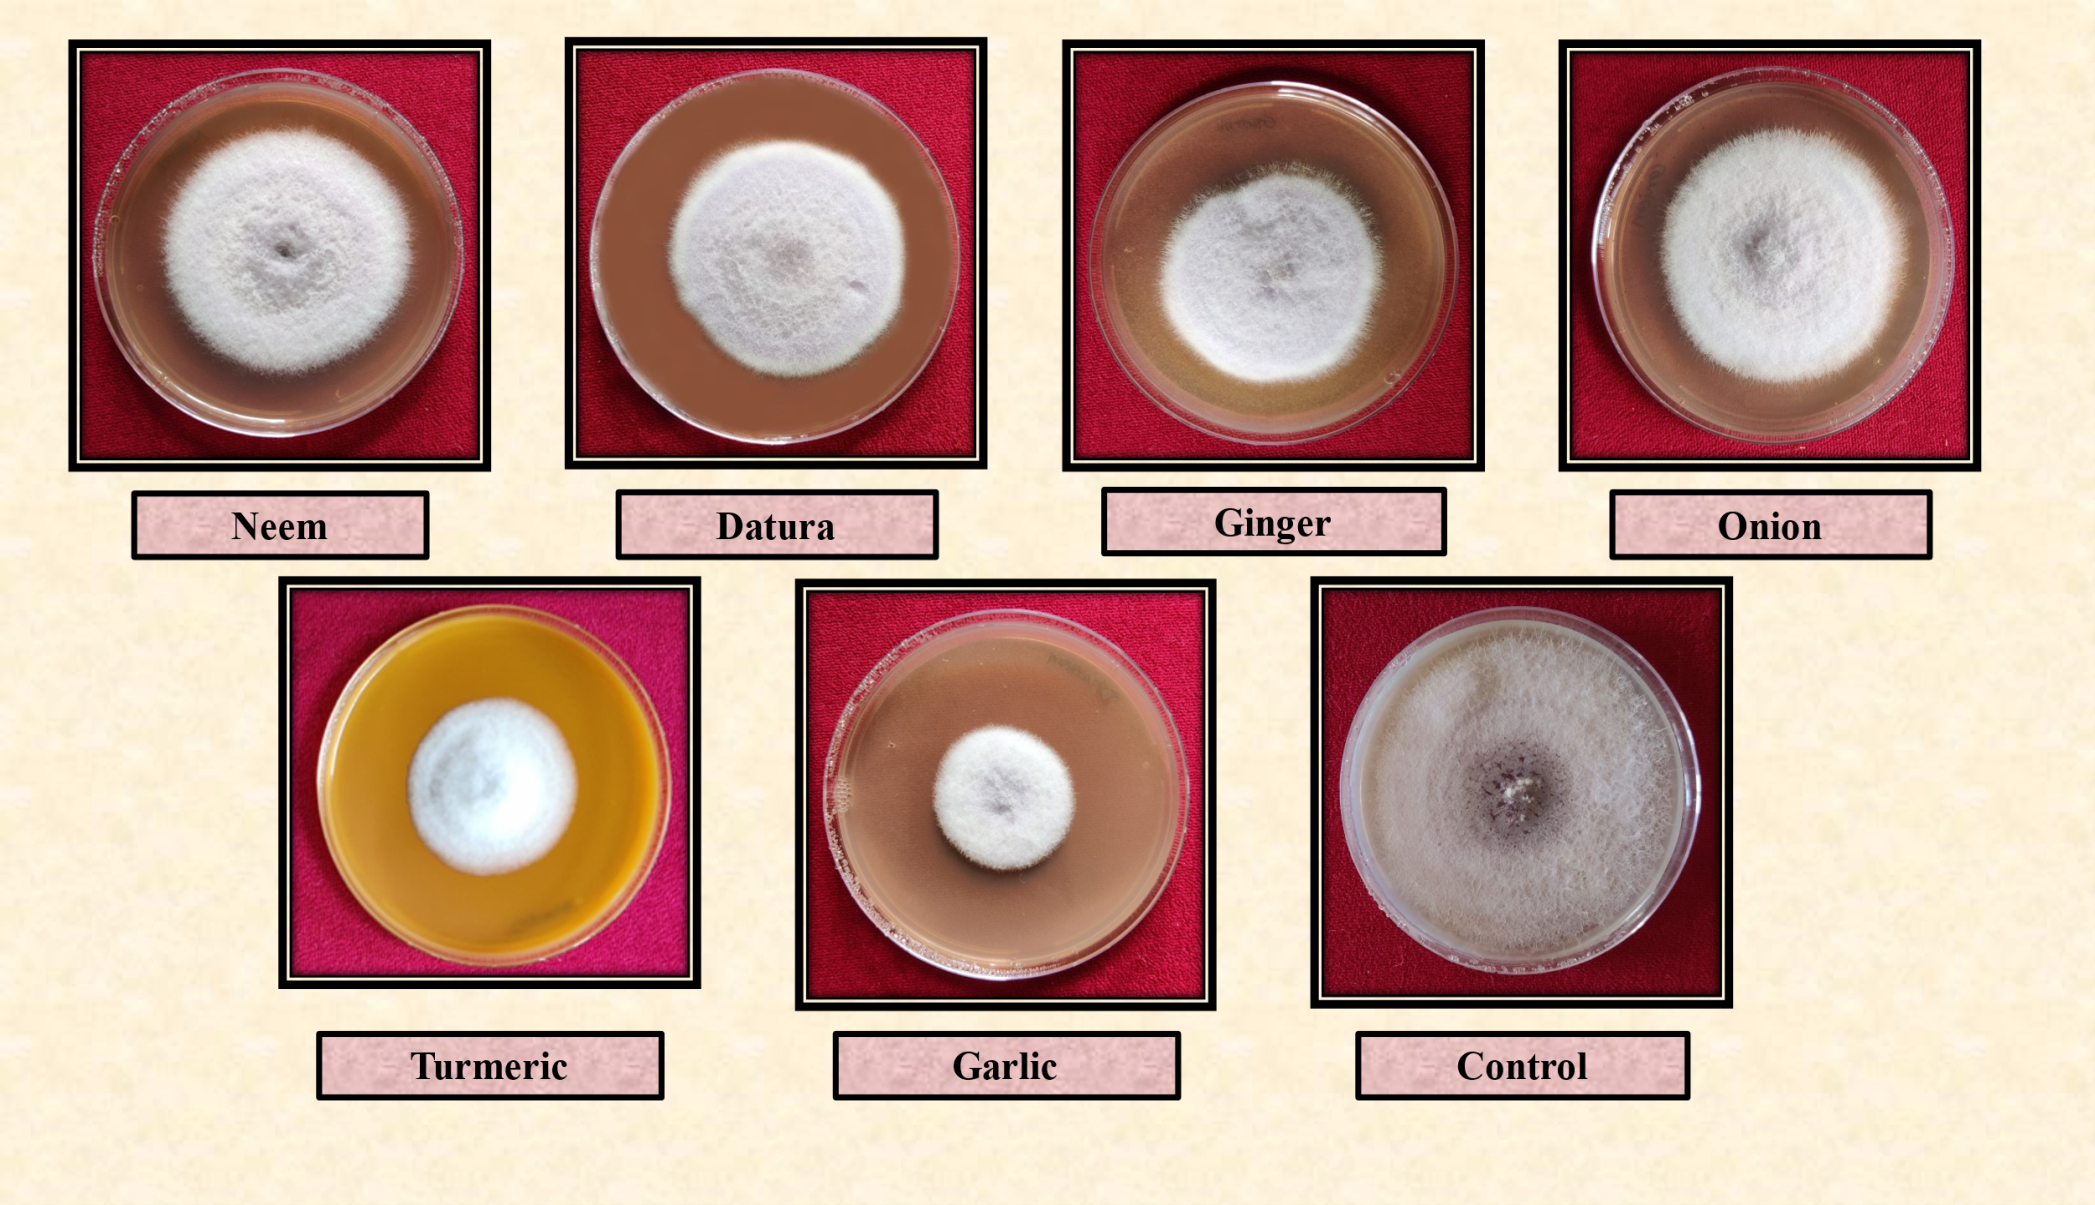 Neem
Datura
Ginger
Onion
Turmeric
Garlic
Control